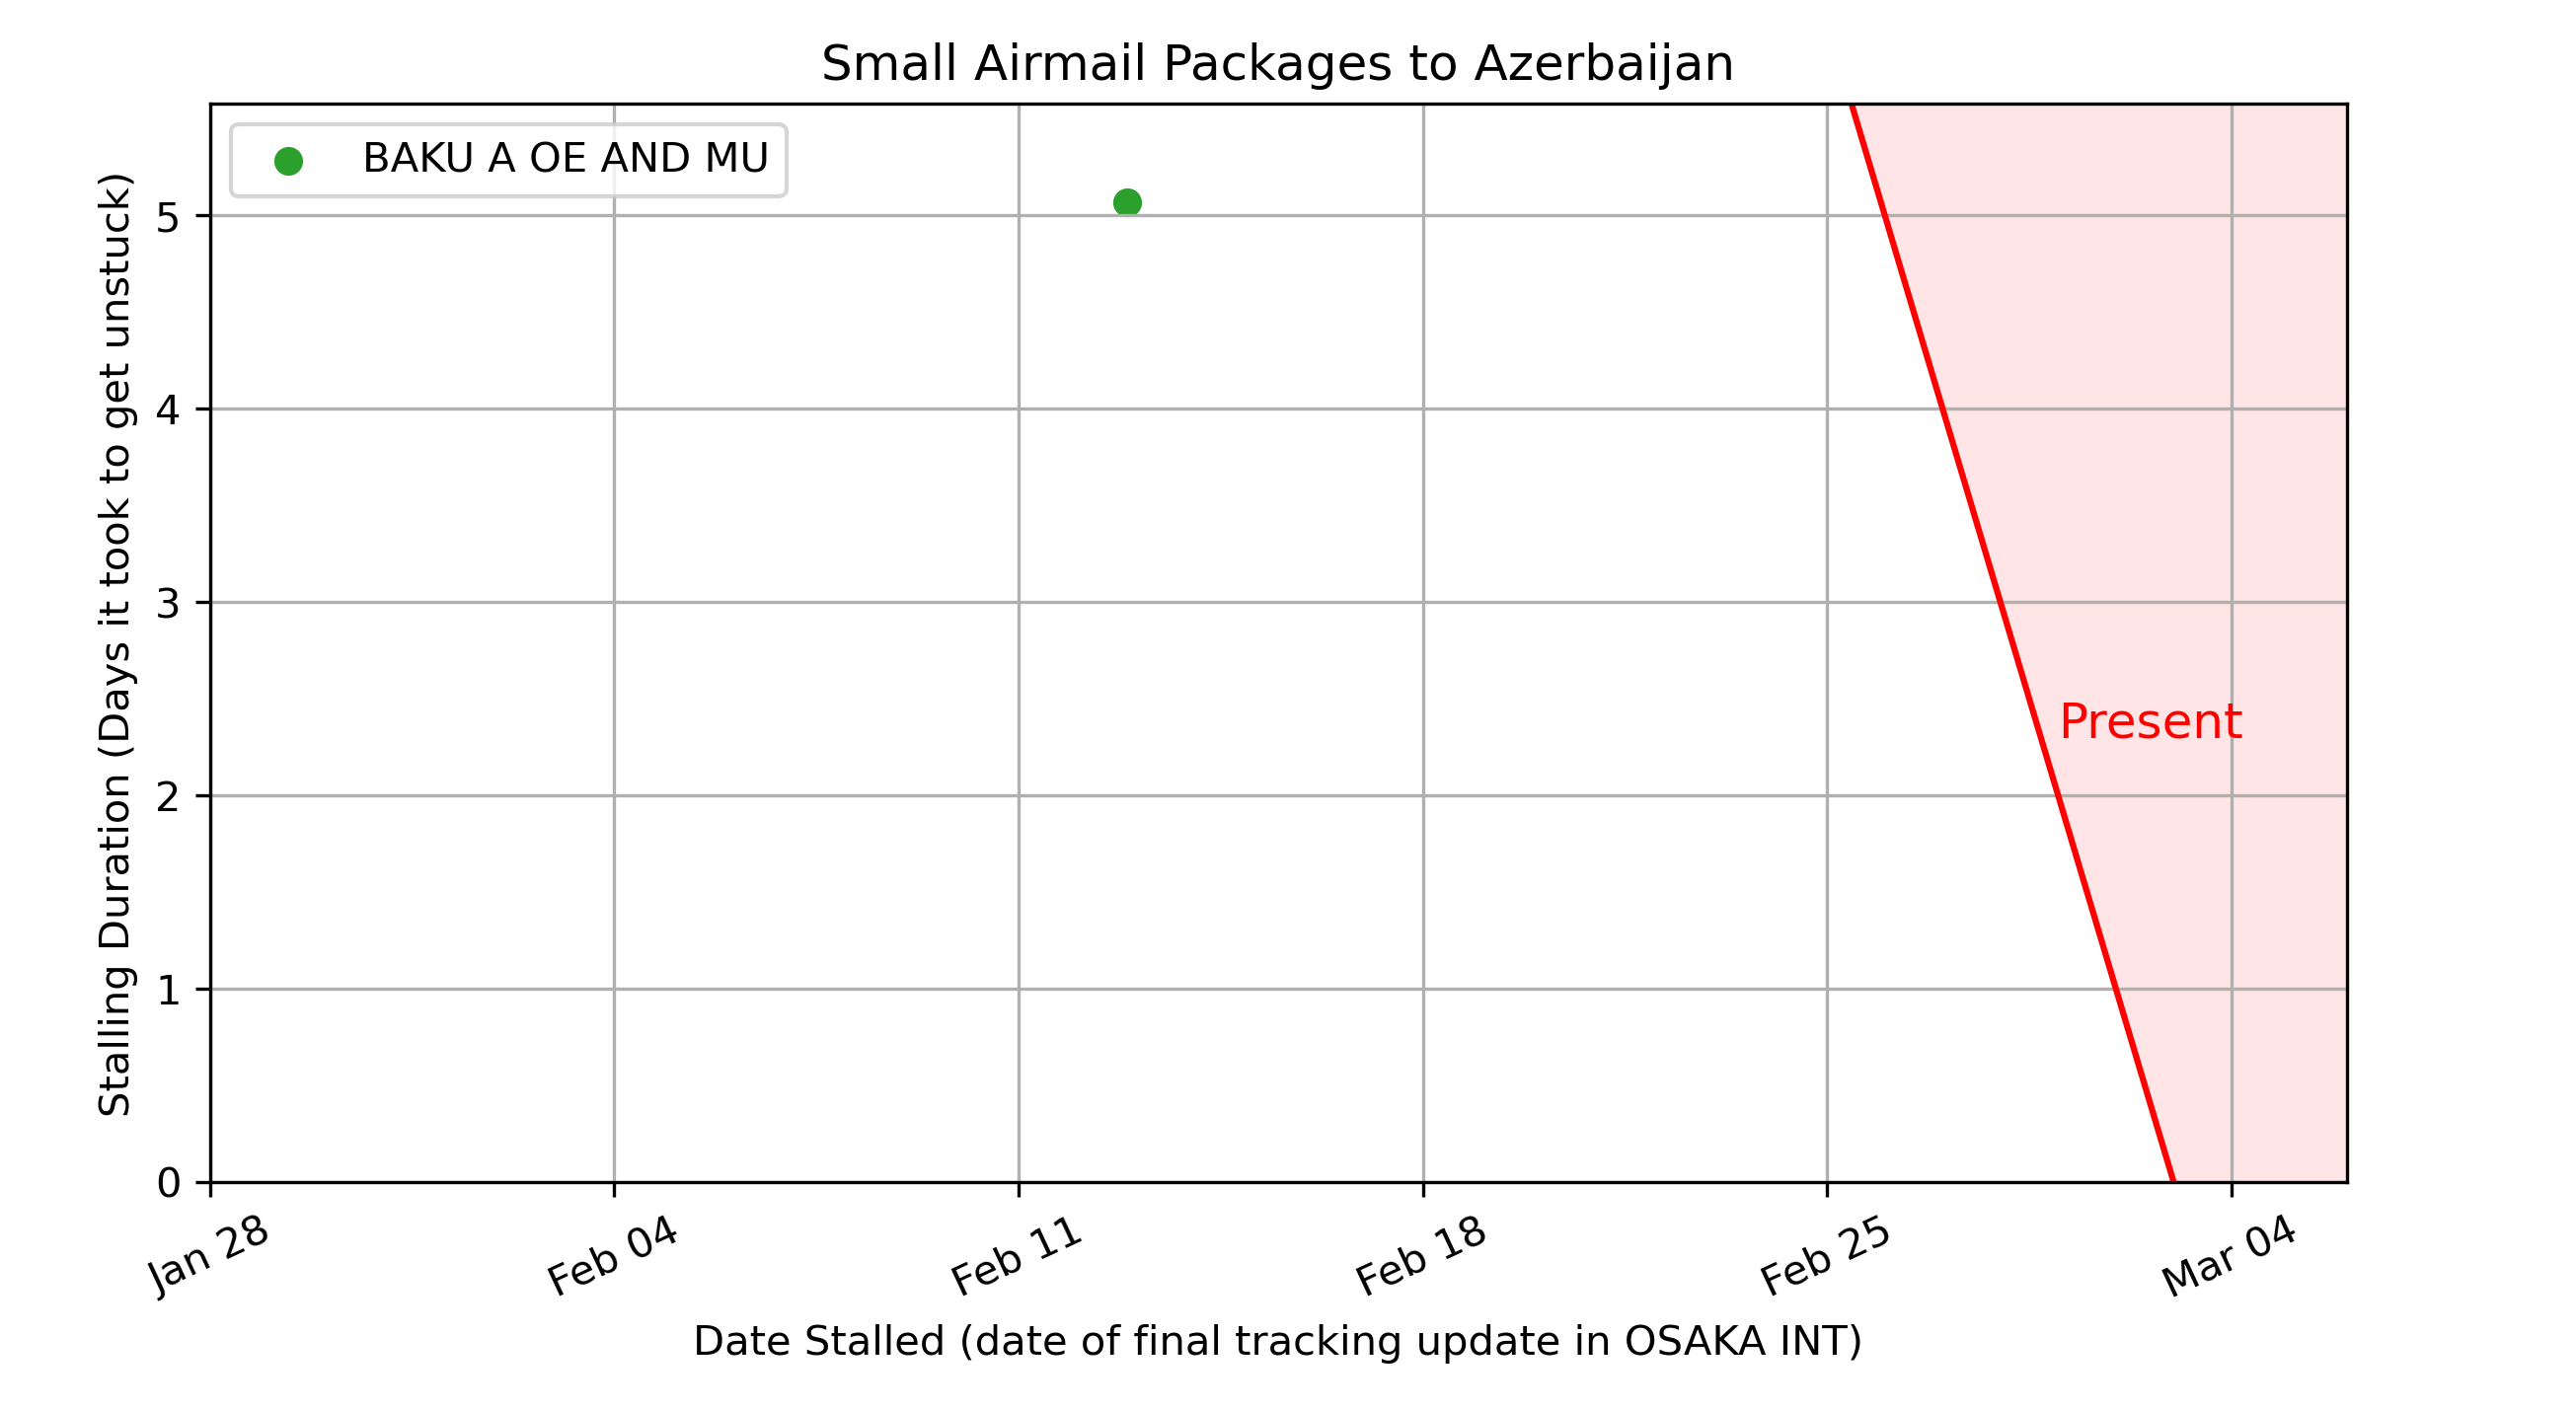 Small Airmail Packages to Azerbaijan
BAKU A OE AND MU
Stalling Duration (Days it took to get unstuck)
5
4
3
2
1
0
Present
Jan 28
Feb 04
Feb 11
Feb 18
Feb 25
Mar 04
Date Stalled (date of final tracking update in OSAKA INT)